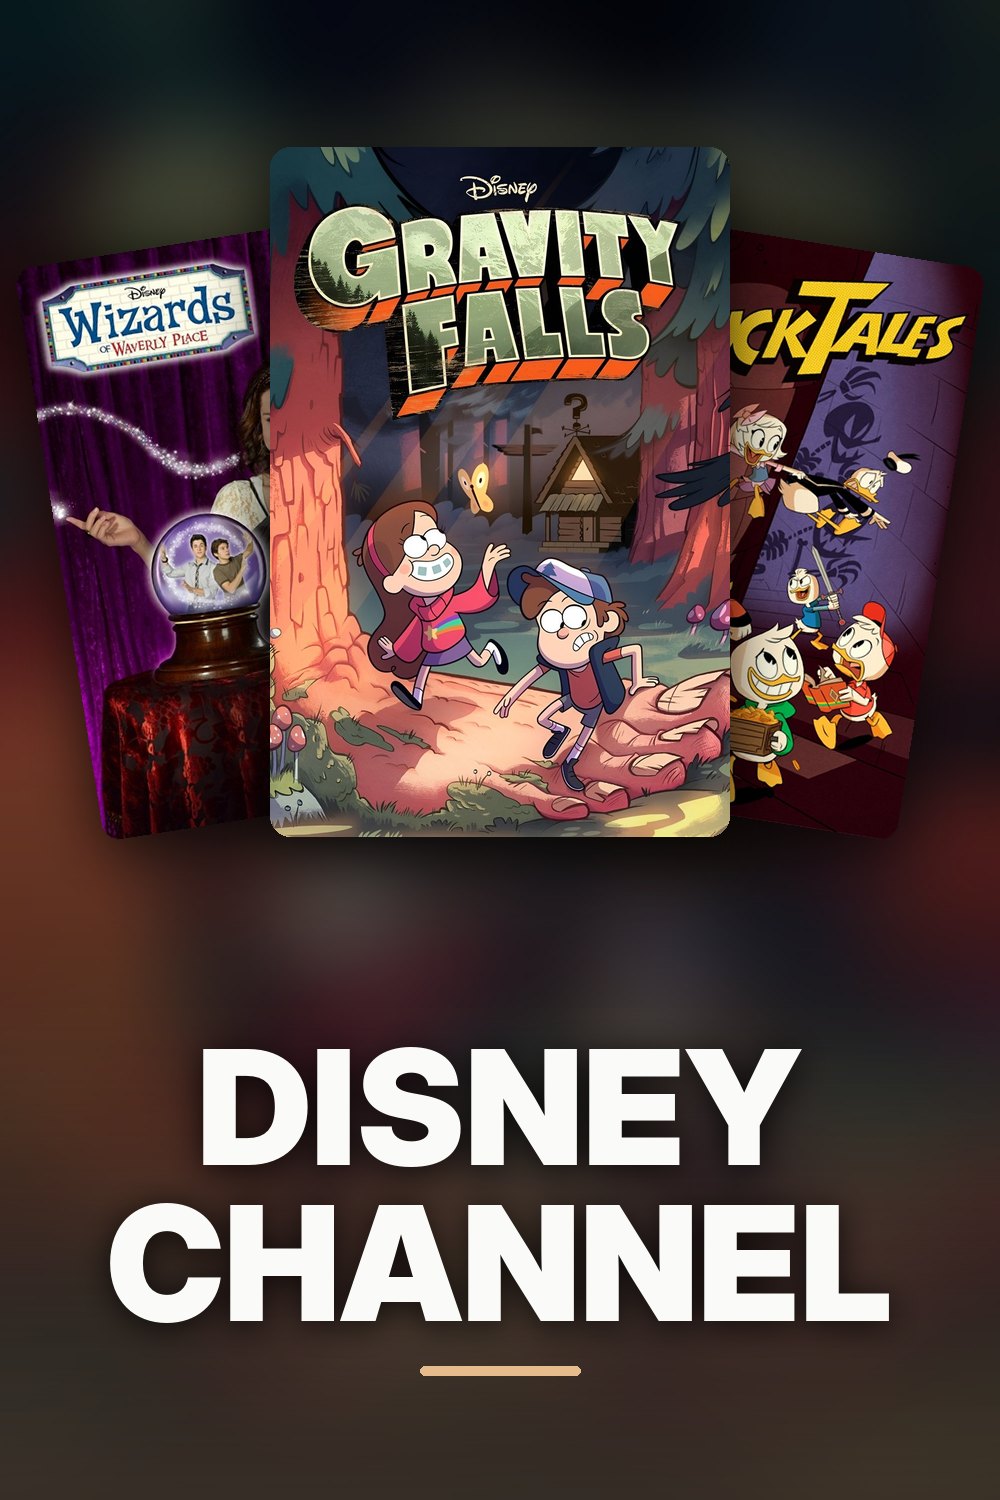 Disney
Wizards
OF WAVERLY PLACE
Disney
GRAVITY
FALLS
?
CKTALES
DISNEY
CHANNEL